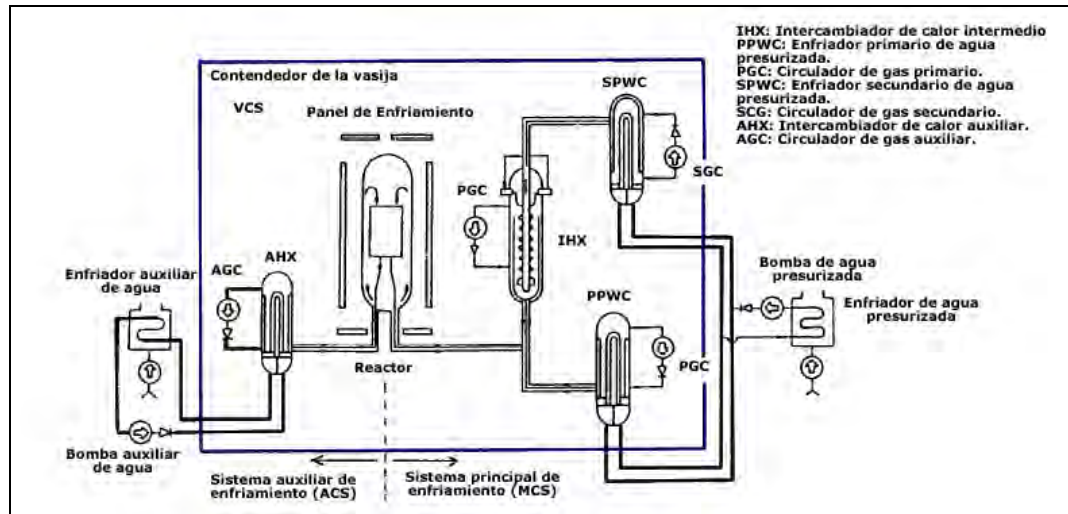 IHX: Intercambiador de calor intermedio
PPWC: Enfriador primario de agua
presurizada.
PGC: Circulador de gas primario.
SPWC: Enfriador secundario de agua
presurizada.
SCG: Circulador de gas secundario.
AHX: Intercambiador de calor auxiliar.
AGC: Circulador de gas auxiliar.
Contendedor de la vasija
VCS
Panel de Enfriamiento
SPWC
SGC
PGC
IHX
AGC
AHX
Enfriador auxiliar
de agua
Bomba de agua
presurizada
Enfriador de agua
presurizada
PPWC
PGC
Reactor
Bomba auxiliar
de agua
Sistema auxiliar de
enfriamiento (ACS)
Sistema principal de
enfriamiento (MCS)